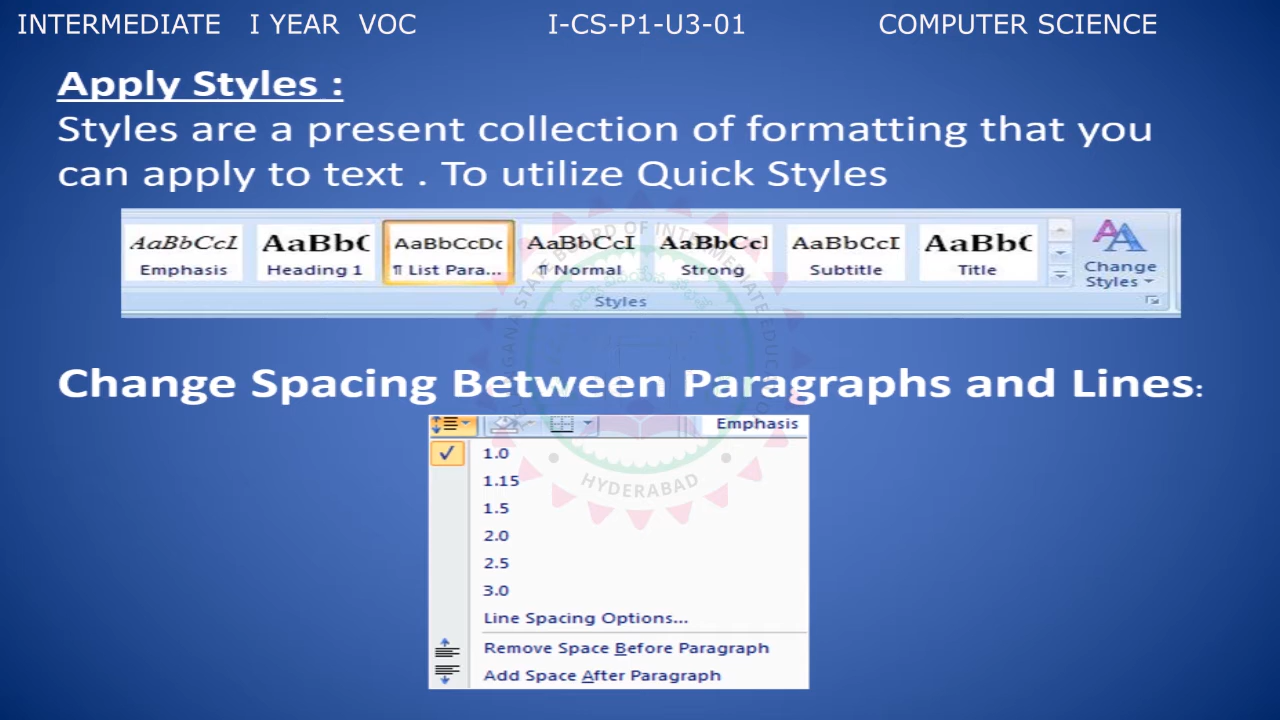 INTERMEDIATE I YEAR VOC I-CS-P1-U3-01 COMPUTER SCIENCE
Apply Styles :
Styles are a present collection of formatting that you
can apply to text . To utilize Quick Styles
AaBbCcI AaBb( AaBbCcDc AaBbCcI AaBbCcl AaBbCcI AaBb(
Emphasis Heading 1 ¶ List Para... ¶ Normal Strong Subtitle Title Change
Styles
Styles
Change Spacing Between Paragraphs and Lines:
Emphasis
1.0
1.15
1.5
2.0
2.5
3.0
Line Spacing Options...
Remove Space Before Paragraph
Add Space After Paragraph
HYDERABAD